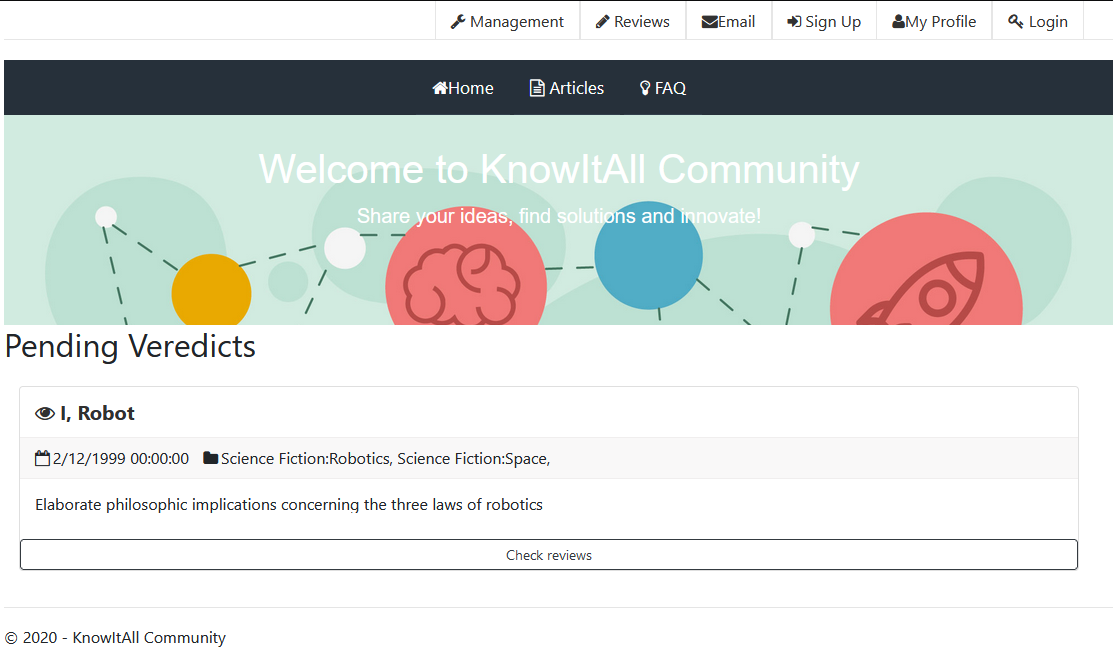 Management Reviews Email Sign Up My Profile Login
Home Articles FAQ
Welcome to KnowItAll Community
Share your ideas, find solutions and innovate!
Pending Veredicts
I, Robot
2/12/1999 00:00:00 Science Fiction:Robotics, Science Fiction:Space,
Elaborate philosophic implications concerning the three laws of robotics
Check reviews
© 2020 - KnowItAll Community